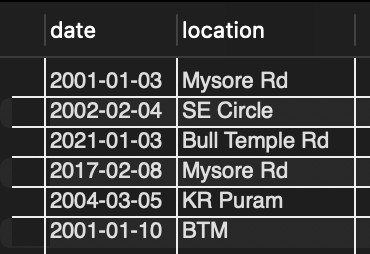 date location
2001-01-03 Mysore Rd
2002-02-04 SE Circle
2021-01-03 Bull Temple Rd
2017-02-08 Mysore Rd
2004-03-05 KR Puram
2001-01-10 BTM